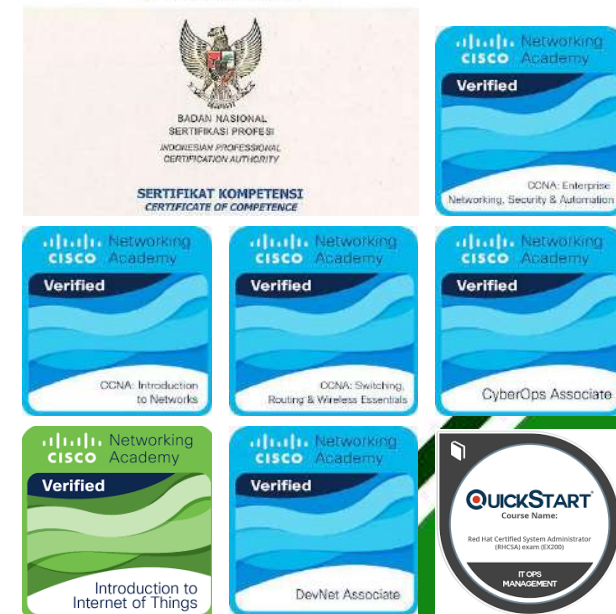 BADAN NASIONAL
SERTIFIKASI PROFESI
INDONESIAN PROFESSIONAL
CERTIFICATION AUTHORITY
SERTIFIKAT KOMPETENSI
CERTIFICATE OF COMPETENCE
CISCO Networking
Academy
Verified
CCNA: Enterprise
Networking, Security & Automation
CISCO Networking
Academy
Verified
CCNA: Introduction
to Networks
CISCO Networking
Academy
Verified
CCNA: Switching,
Routing & Wireless Essentials
CISCO Networking
Academy
Verified
CyberOps Associate
CISCO Networking
Academy
Verified
Introduction to
Internet of Things
CISCO Networking
Academy
Verified
DevNet Associate
QUICKSTART
Course Name:
Red Hat Certified System Administrator
(RHCSA) exam (EX200)
IT OPS
MANAGEMENT